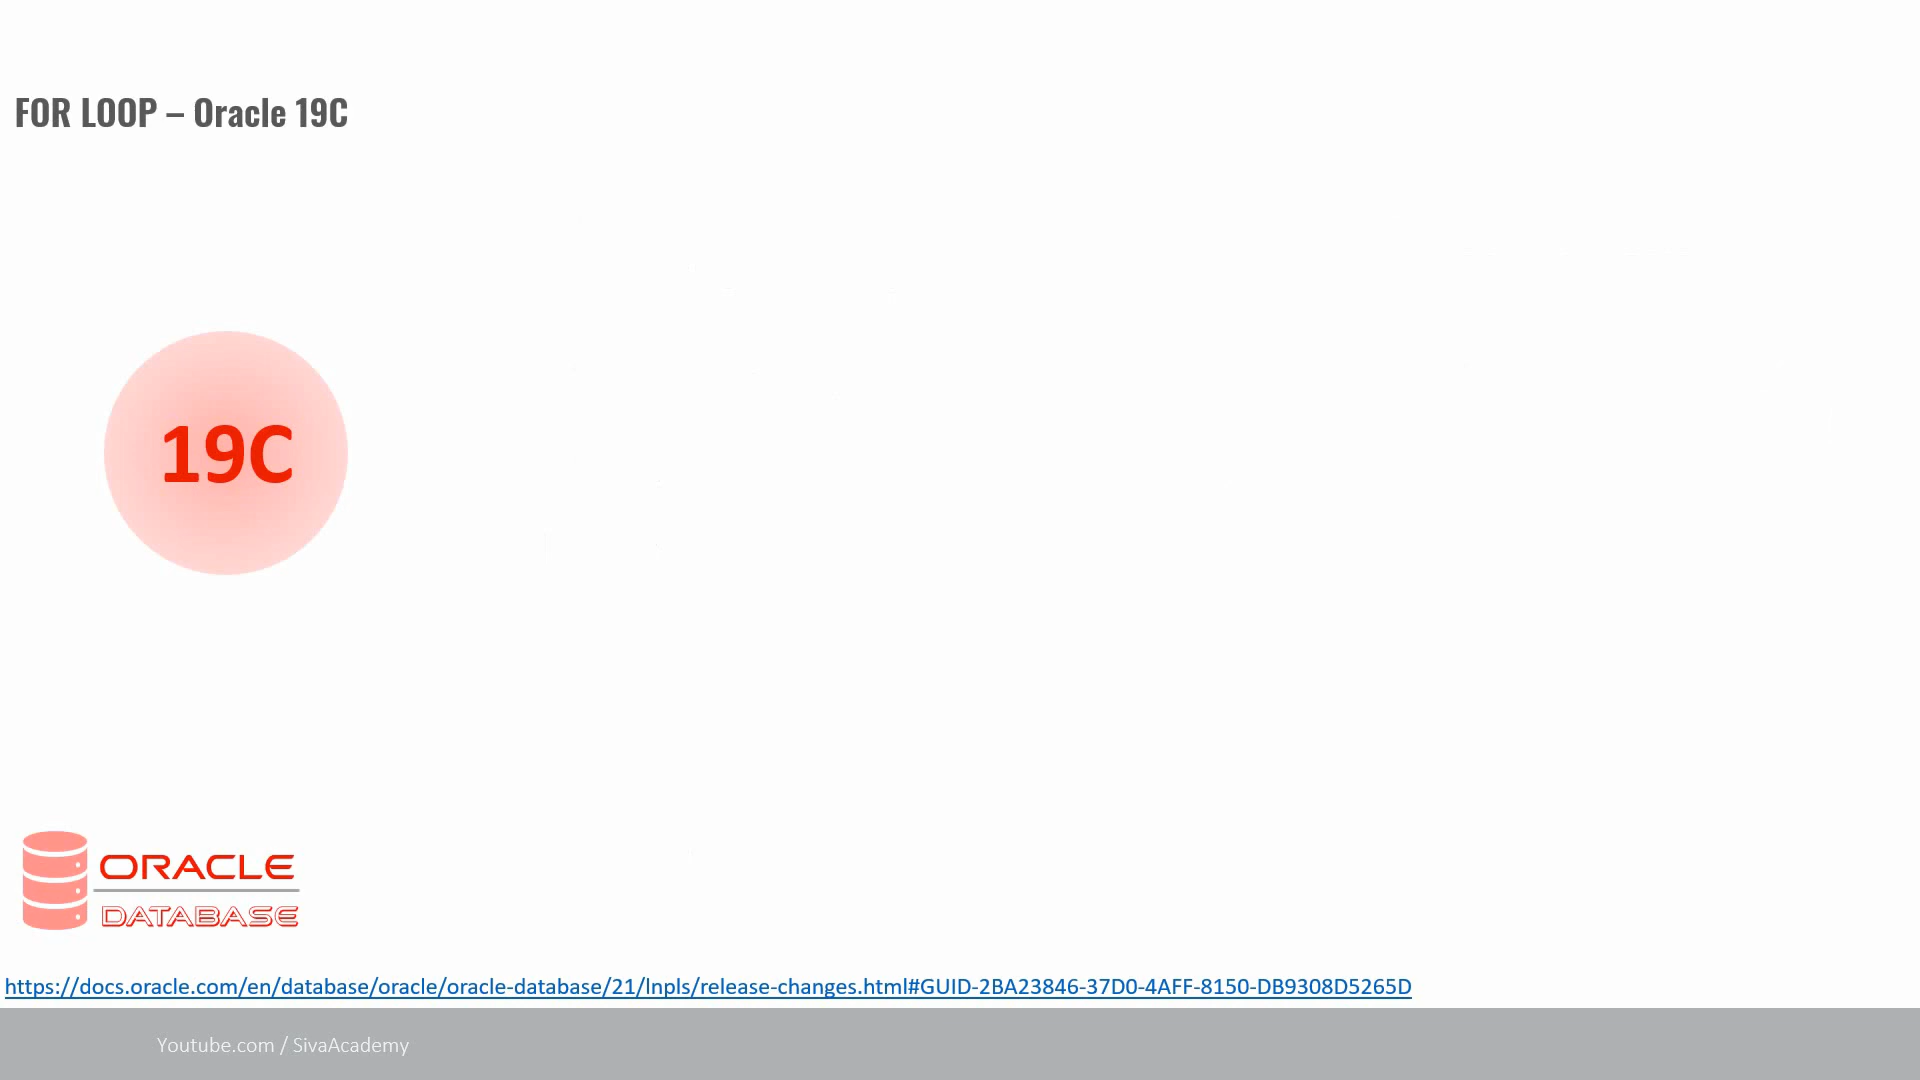 FOR LOOP – Oracle 19C
19C
ORACLE
DATABASE
https://docs.oracle.com/en/database/oracle/oracle-database/21/lnpls/release-changes.html#GUID-2BA23846-37D0-4AFF-8150-DB9308D5265D
Youtube.com / SivaAcademy